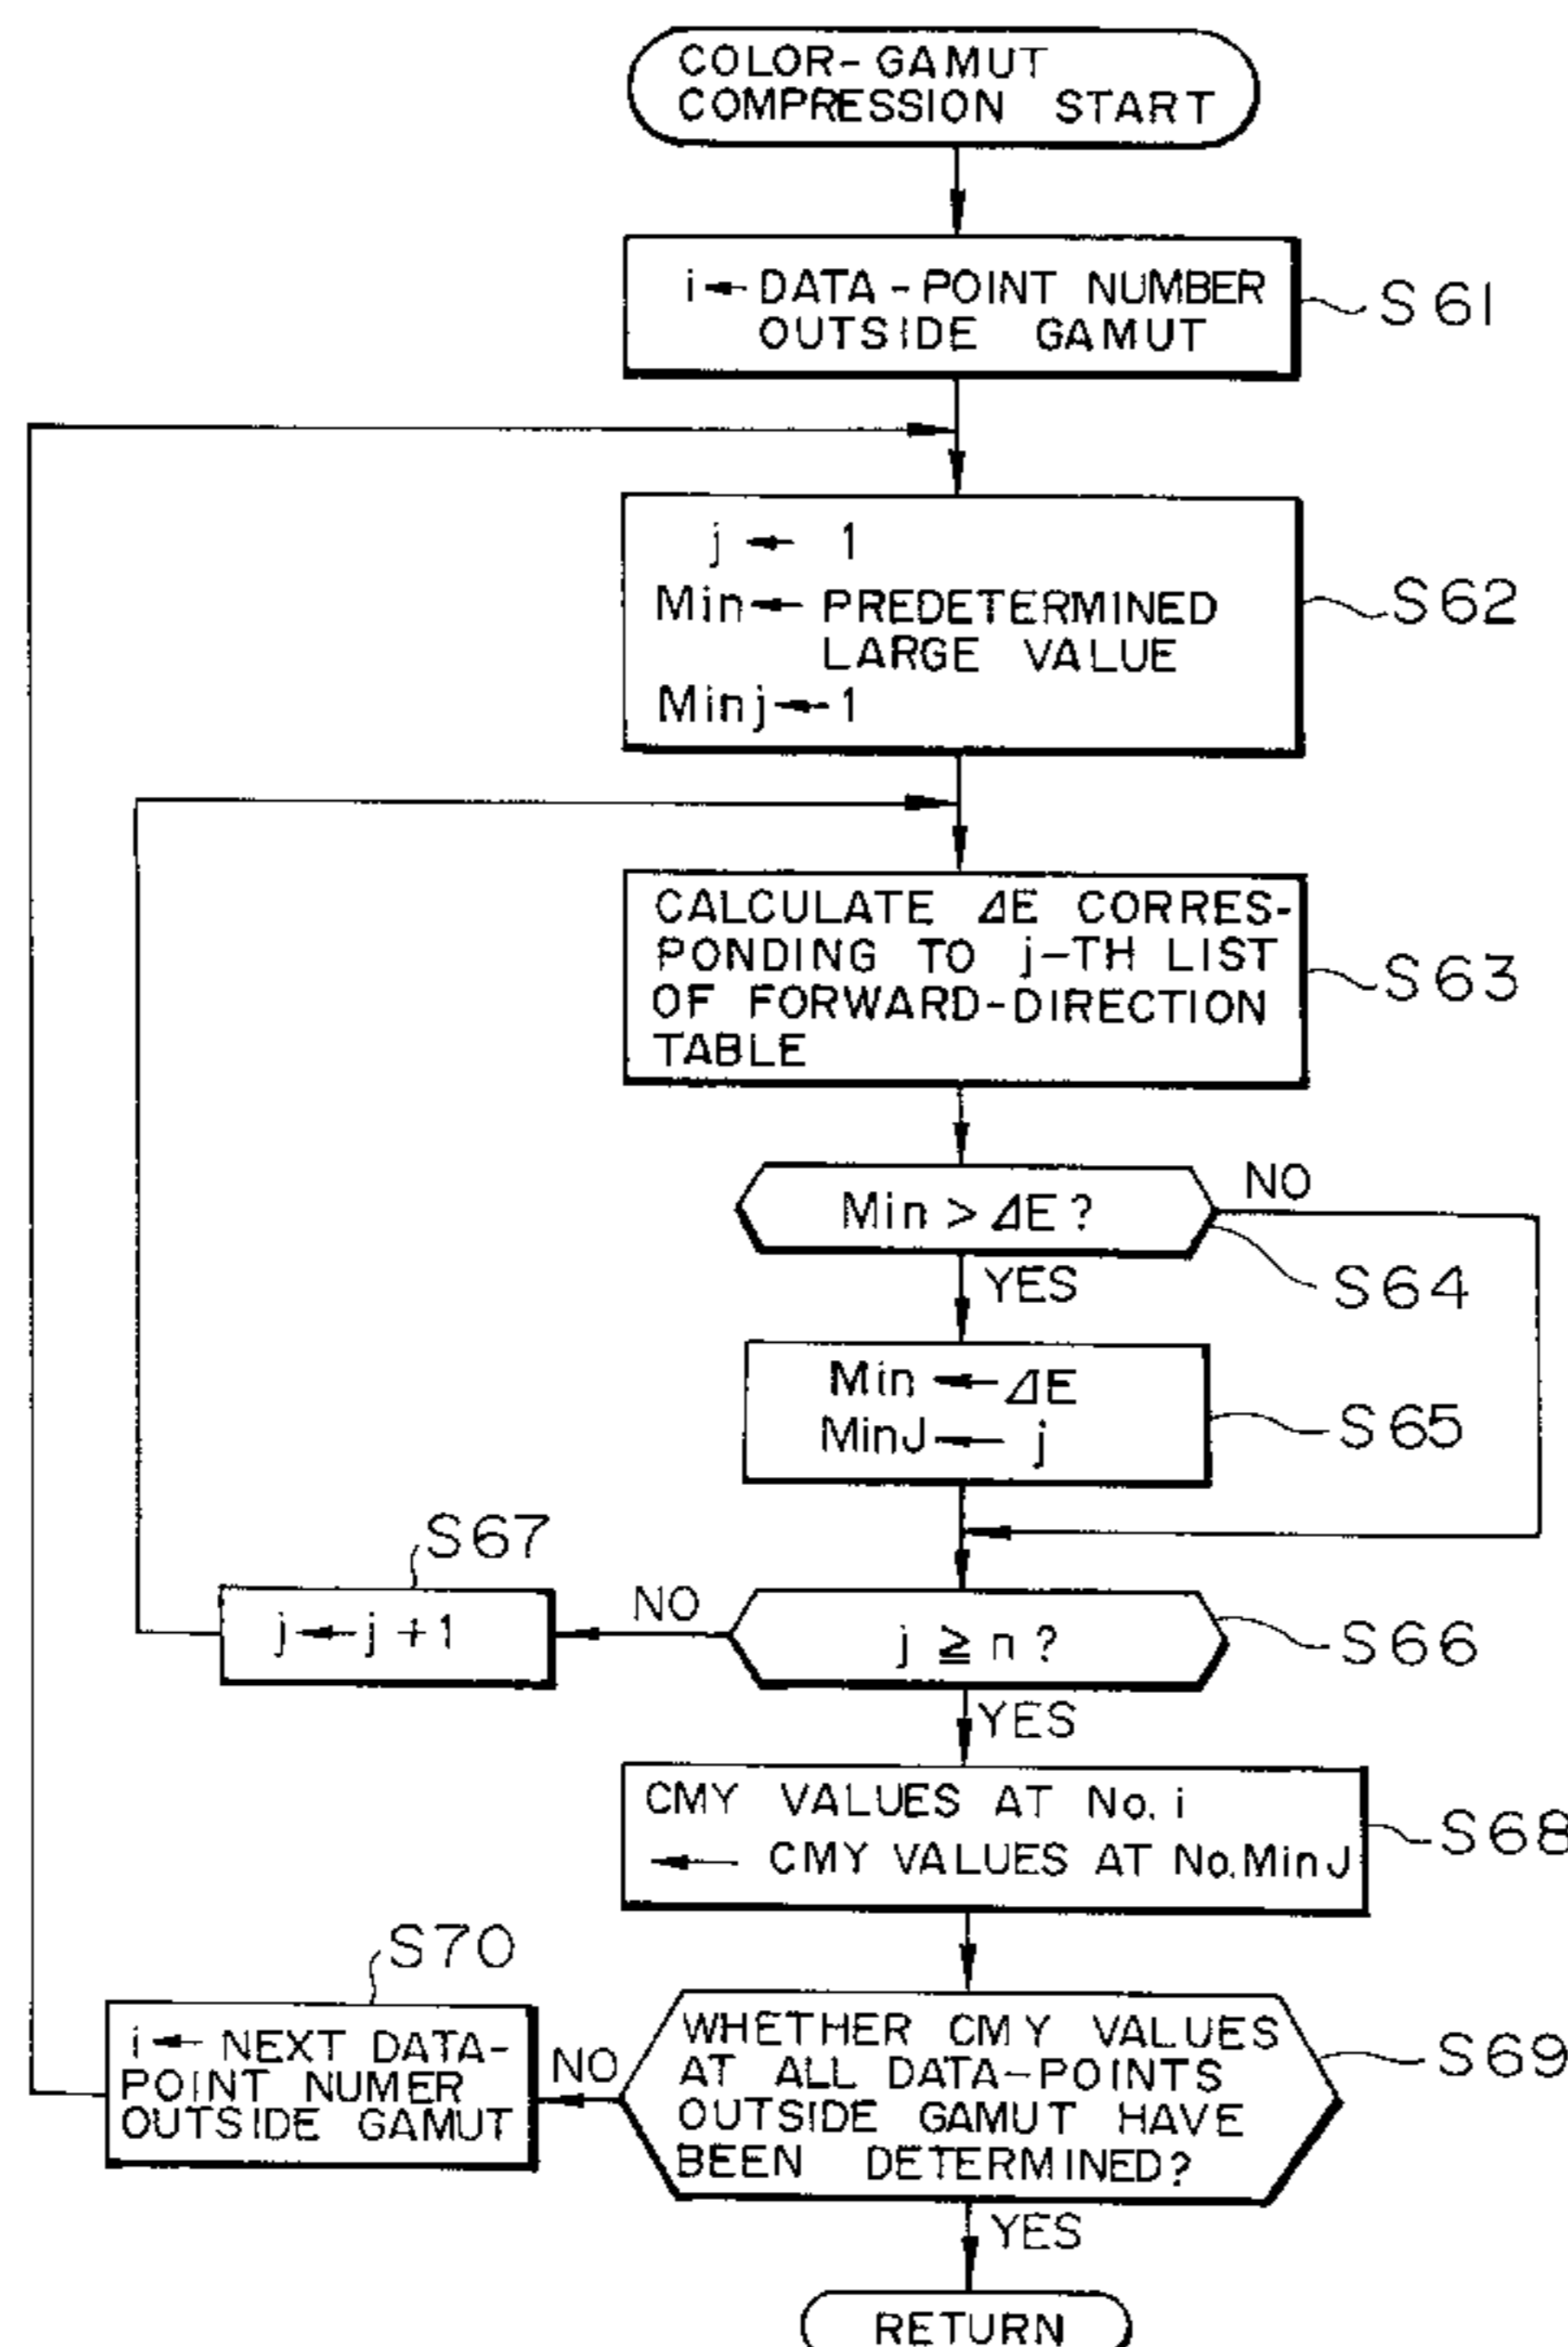 COLOR-GAMUT
COMPRESSION START
i← DATA-POINT NUMBER
OUTSIDE GAMUT
S61
j ← 1
Min← PREDETERMINED
LARGE VALUE
Minj←1
S62
CALCULATE ΔE CORRES-
PONDING TO j-TH LIST
OF FORWARD-DIRECTION
TABLE
S63
Min > ΔE?
NO
S64
YES
Min ← ΔE
MinJ ← j
S65
S67
j←j+1
NO
j ≧ n?
S66
YES
CMY VALUES AT No. i
← CMY VALUES AT No.MinJ
S68
S70
i← NEXT DATA-
POINT NUMER
OUTSIDE GAMUT
NO
WHETHER CMY VALUES
AT ALL DATA-POINTS
OUTSIDE GAMUT HAVE
BEEN DETERMINED?
S69
YES
RETURN